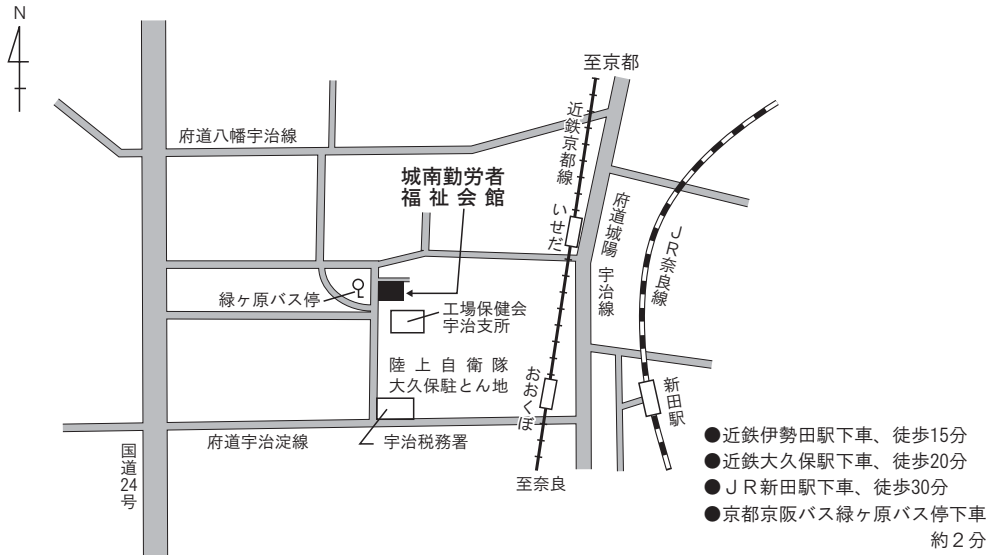 N
至京都
近鉄京都線
府道八幡宇治線
城南勤労者
福祉会館
いせだ
府道城陽
宇治線
JR奈良線
緑ヶ原バス停
工場保健会
宇治支所
陸上自衛隊
大久保駐とん地
おおくぼ
新田駅
国道24号
府道宇治淀線
宇治税務署
至奈良
●近鉄伊勢田駅下車、徒歩15分
●近鉄大久保駅下車、徒歩20分
●JR新田駅下車、徒歩30分
●京都京阪バス緑ヶ原バス停下車
約2分